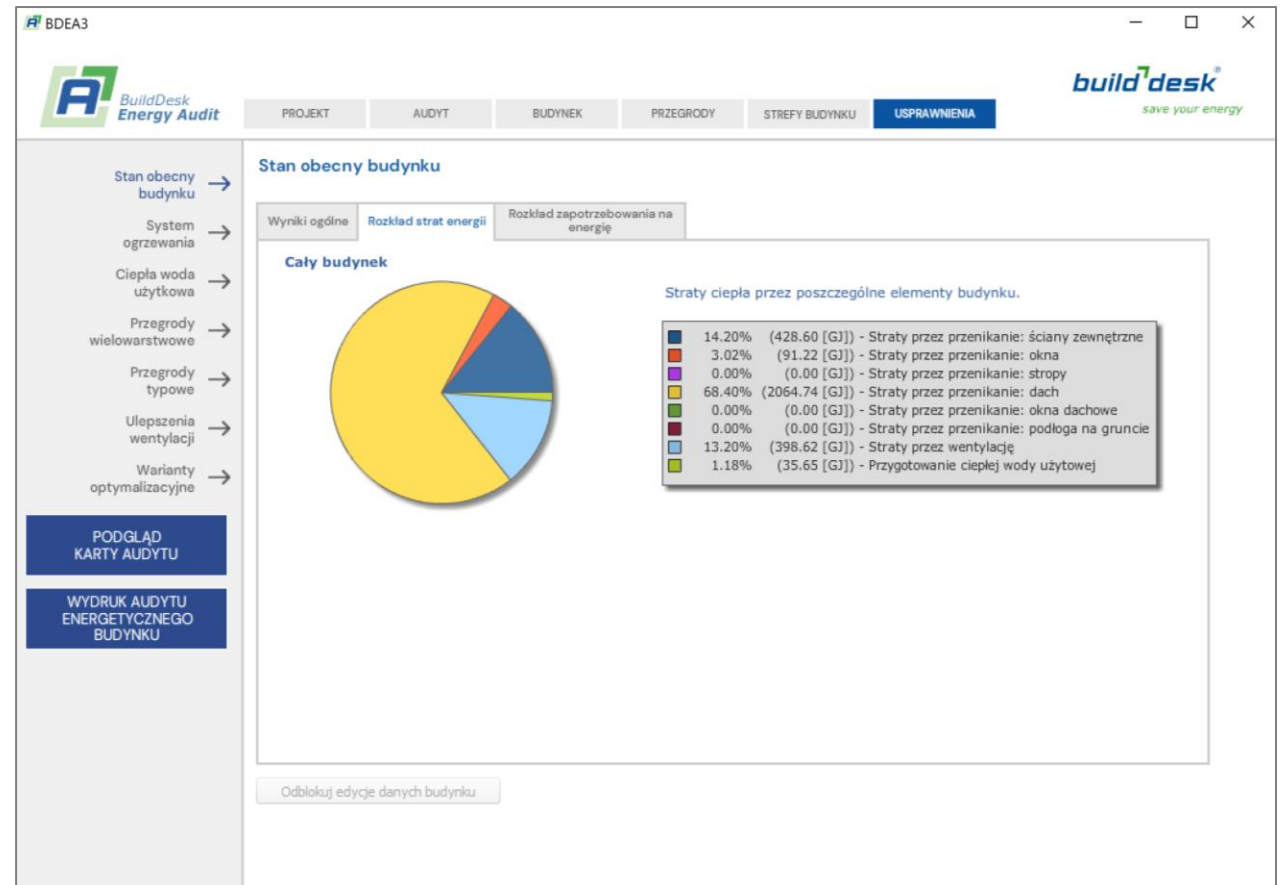 BDEA3
BuildDesk
Energy Audit
PROJEKT
AUDYT
BUDYNEK
PRZEGRODY
STREFY BUDYNKU
USPRAWNIENIA
build desk®
save your energy
Stan obecny
budynku
System
ogrzewania
Ciepła woda
użytkowa
Przegrody
wielowarstwowe
Przegrody
typowe
Ulepszenia
wentylacji
Warianty
optymalizacyjne
PODGLĄD
KARTY AUDYTU
WYDRUK AUDYTU
ENERGETYCZNEGO
BUDYNKU
Stan obecny budynku
Wyniki ogólne
Rozkład strat energii
Rozkład zapotrzebowania na
energię
Cały budynek
Straty ciepła przez poszczególne elementy budynku.
14.20% (428.60 [GJ]) - Straty przez przenikanie: ściany zewnętrzne
3.02% (91.22 [GJ]) - Straty przez przenikanie: okna
0.00% (0.00 [GJ]) - Straty przez przenikanie: stropy
68.40% (2064.74 [GJ]) - Straty przez przenikanie: dach
0.00% (0.00 [GJ]) - Straty przez przenikanie: okna dachowe
0.00% (0.00 [GJ]) - Straty przez przenikanie: podłoga na gruncie
13.20% (398.62 [GJ]) - Straty przez wentylację
1.18% (35.65 [GJ]) - Przygotowanie ciepłej wody użytowej
Odblokuj edycje danych budynku